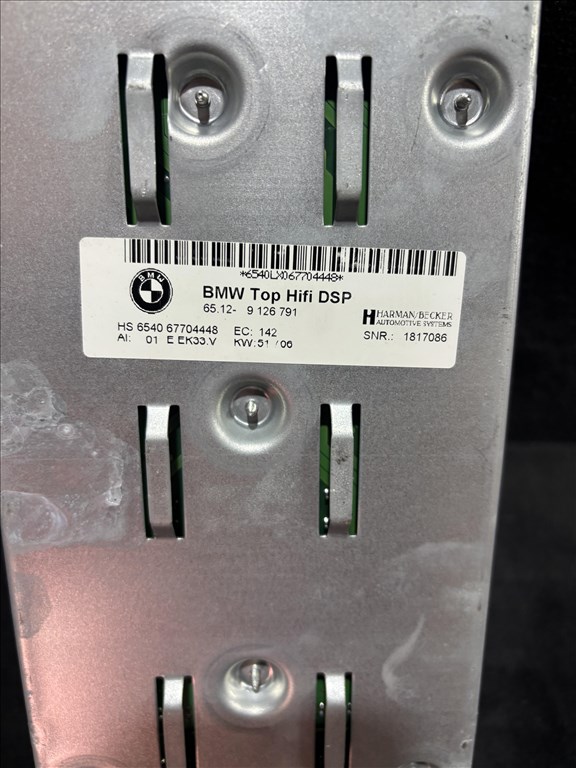 *6540LX067704448*
BMW
BMW Top Hifi DSP
65.12- 9 126 791
HARMAN/BECKER
AUTOMOTIVE SYSTEMS
HS 6540 67704448 EC: 142 SNR.: 1817086
AI: 01 E EK33.V KW:51 /06